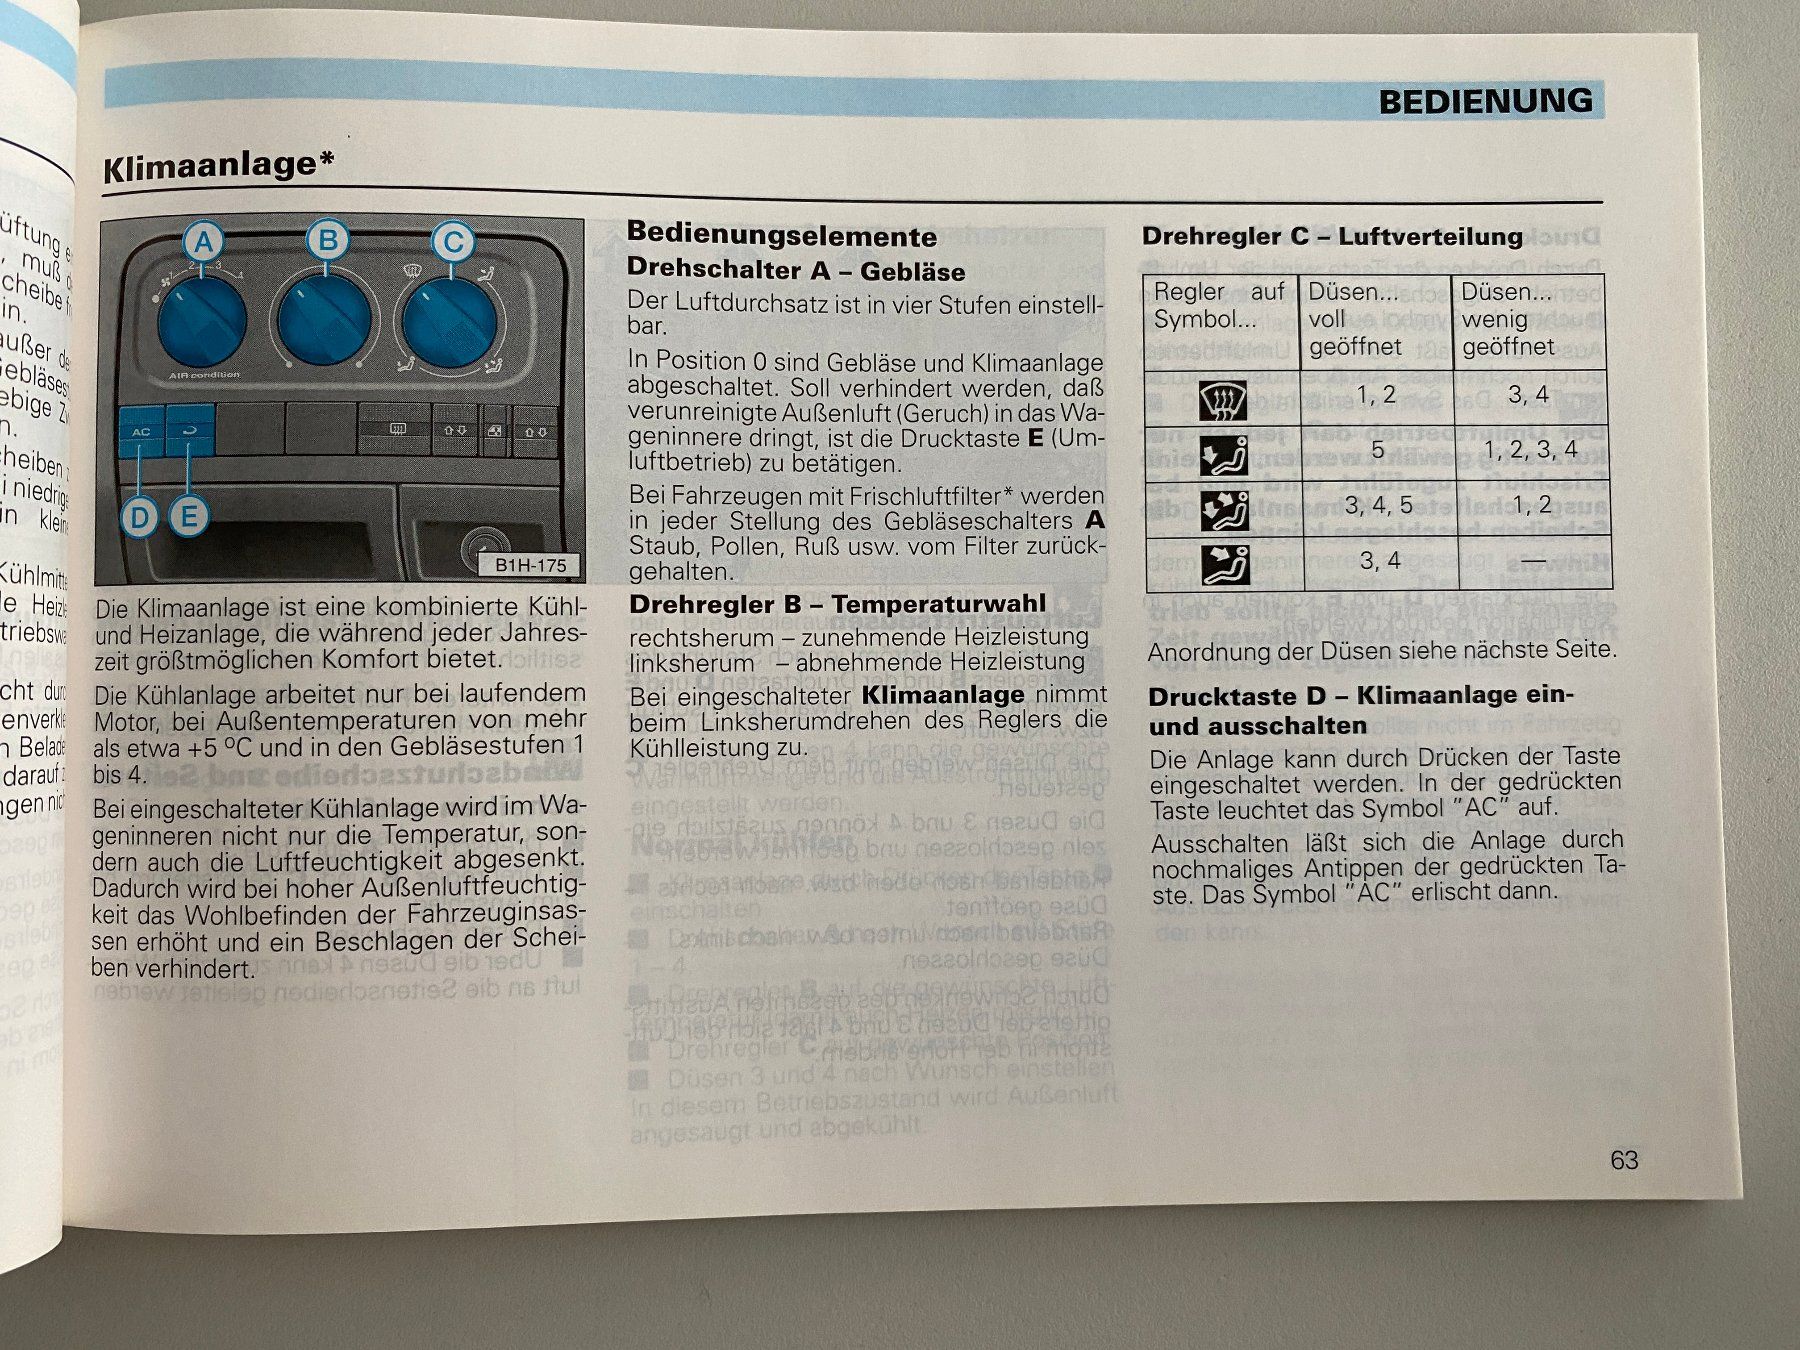 BEDIENUNG
Klimaanlage*
A
B
C
AIR condition
AC
D
E
B1H-175
Die Klimaanlage ist eine kombinierte Kühl-
und Heizanlage, die während jeder Jahres-
zeit größtmöglichen Komfort bietet.
Die Kühlanlage arbeitet nur bei laufendem
Motor, bei Außentemperaturen von mehr
als etwa +5 °C und in den Gebläsestufen 1
bis 4.
Bei eingeschalteter Kühlanlage wird im Wa-
geninneren nicht nur die Temperatur, son-
dern auch die Luftfeuchtigkeit abgesenkt.
Dadurch wird bei hoher Außenluftfeuchtig-
keit das Wohlbefinden der Fahrzeuginsas-
sen erhöht und ein Beschlagen der Schei-
ben verhindert.
Bedienungselemente
Drehschalter A – Gebläse
Der Luftdurchsatz ist in vier Stufen einstell-
bar.
In Position 0 sind Gebläse und Klimaanlage
abgeschaltet. Soll verhindert werden, daß
verunreinigte Außenluft (Geruch) in das Wa-
geninnere dringt, ist die Drucktaste E (Um-
luftbetrieb) zu betätigen.
Bei Fahrzeugen mit Frischluftfilter* werden
in jeder Stellung des Gebläseschalters A
Staub, Pollen, Ruß usw. vom Filter zurück-
gehalten.
Drehregler B – Temperaturwahl
rechtsherum – zunehmende Heizleistung
linksherum – abnehmende Heizleistung
Bei eingeschalteter Klimaanlage nimmt
beim Linksherumdrehen des Reglers die
Kühlleistung zu.
Drehregler C – Luftverteilung
Regler auf Düsen... Düsen...
Symbol... voll wenig
geöffnet geöffnet
1, 2 3, 4
5 1, 2, 3, 4
3, 4, 5 1, 2
3, 4 —
Anordnung der Düsen siehe nächste Seite.
Drucktaste D – Klimaanlage ein-
und ausschalten
Die Anlage kann durch Drücken der Taste
eingeschaltet werden. In der gedrückten
Taste leuchtet das Symbol "AC" auf.
Ausschalten läßt sich die Anlage durch
nochmaliges Antippen der gedrückten Ta-
ste. Das Symbol "AC" erlischt dann.
63